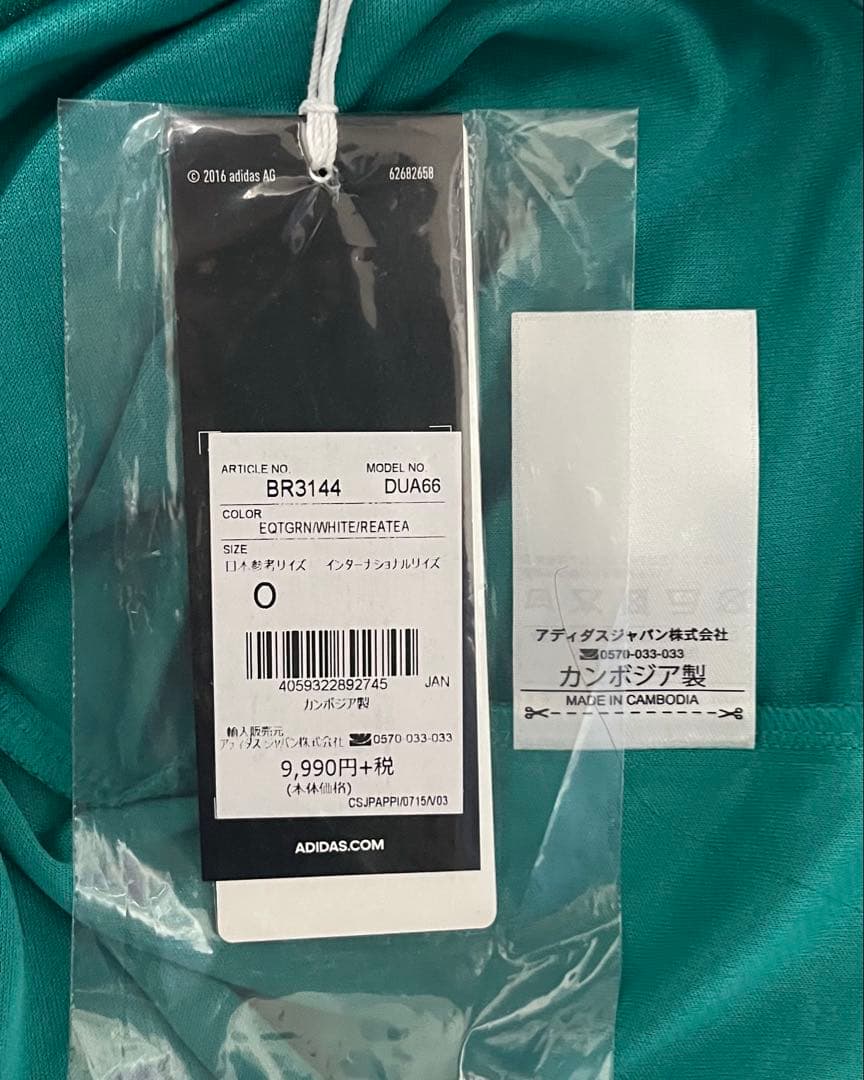 © 2016 adidas AG 62682658
ARTICLE NO. MODEL NO.
BR3144 DUA66
COLOR
EQTGRN/WHITE/REATEA
SIZE
日本参考サイズ インターナショナルサイズ
O
4059322892745 JAN
カンボジア製
輸入販売元
アディダスジャパン株式会社 0570-033-033
9,990円+税
(本体価格)
CSJPAPPI/0715/V03
ADIDAS.COM
アディダスジャパン株式会社
0570-033-033
カンボジア製
MADE IN CAMBODIA